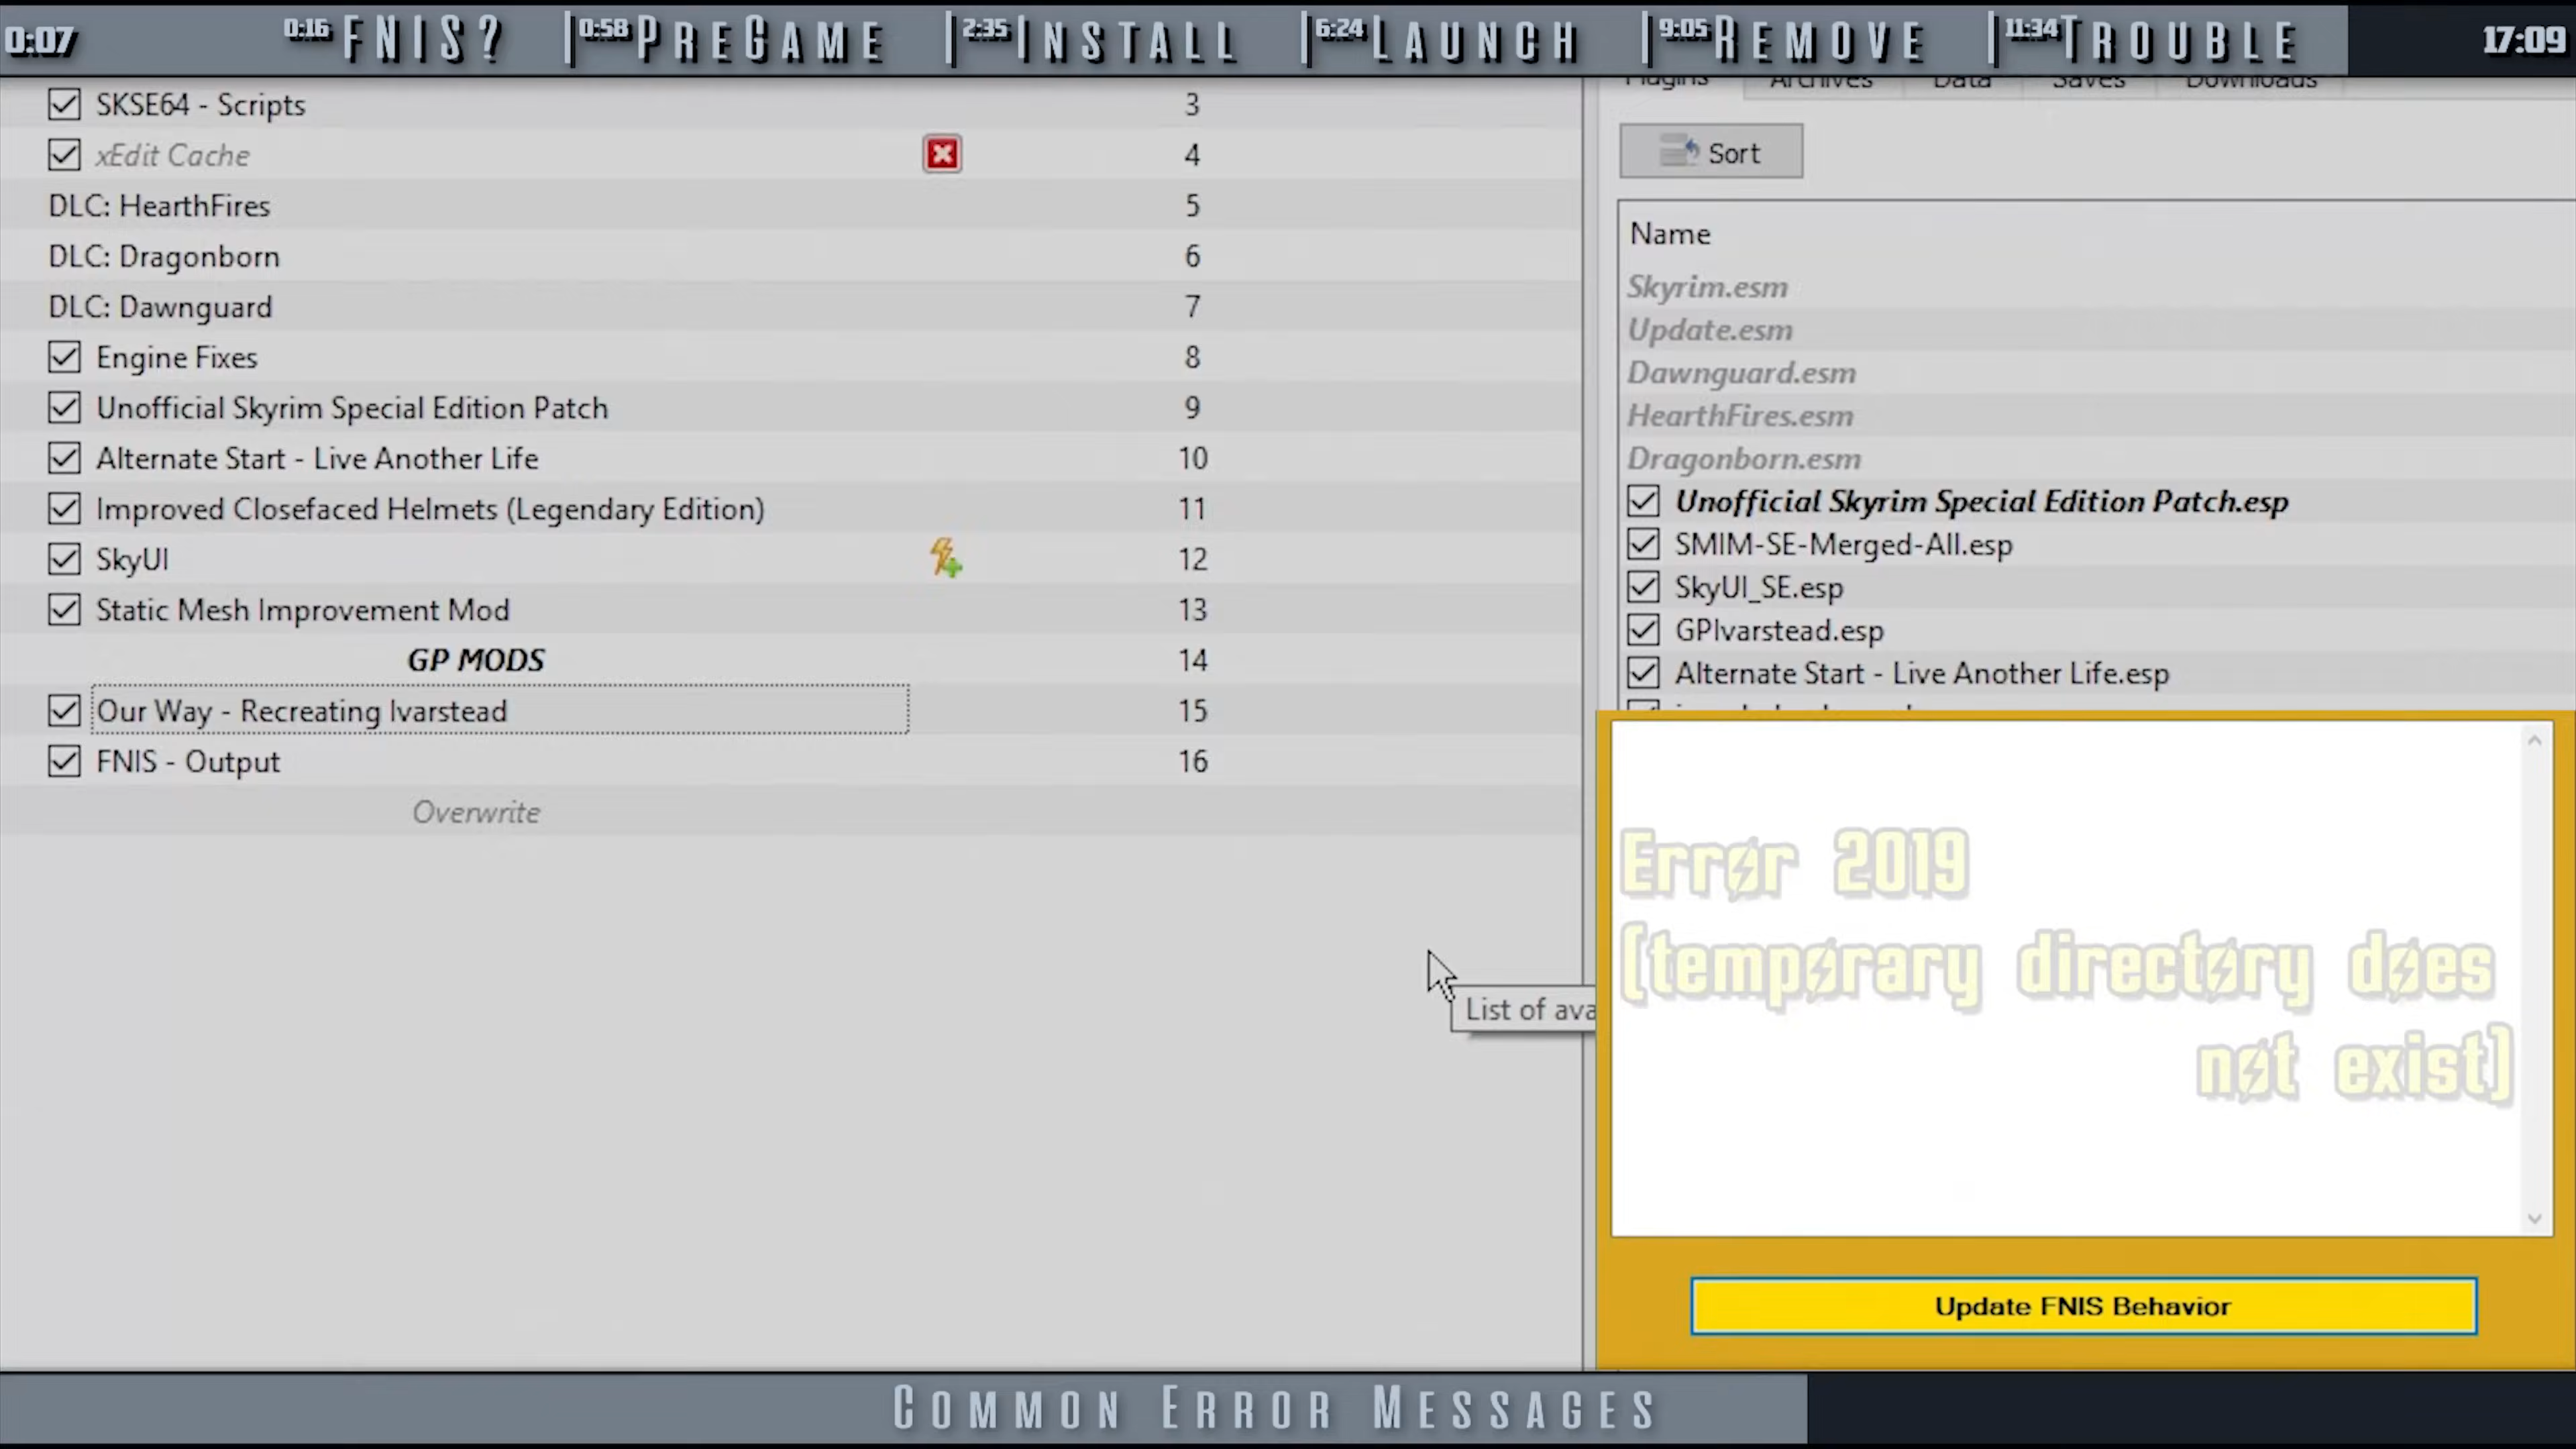 0:07 0:16 FNIS? 0:58 PREGAME 2:35 INSTALL 6:24 LAUNCH 9:05 REMOVE 11:34 TROUBLE 17:09
Plugins Archives Data Saves Downloads
SKSE64 - Scripts 3
xEdit Cache 4
DLC: HearthFires 5
DLC: Dragonborn 6
DLC: Dawnguard 7
Engine Fixes 8
Unofficial Skyrim Special Edition Patch 9
Alternate Start - Live Another Life 10
Improved Closefaced Helmets (Legendary Edition) 11
SkyUI 12
Static Mesh Improvement Mod 13
GP MODS 14
Our Way - Recreating Ivarstead 15
FNIS - Output 16
Overwrite
List of ava
Sort
Name
Skyrim.esm
Update.esm
Dawnguard.esm
HearthFires.esm
Dragonborn.esm
Unofficial Skyrim Special Edition Patch.esp
SMIM-SE-Merged-All.esp
SkyUI_SE.esp
GPIvarstead.esp
Alternate Start - Live Another Life.esp
Error 2019
(temporary directory does
not exist)
Update FNIS Behavior
COMMON ERROR MESSAGES